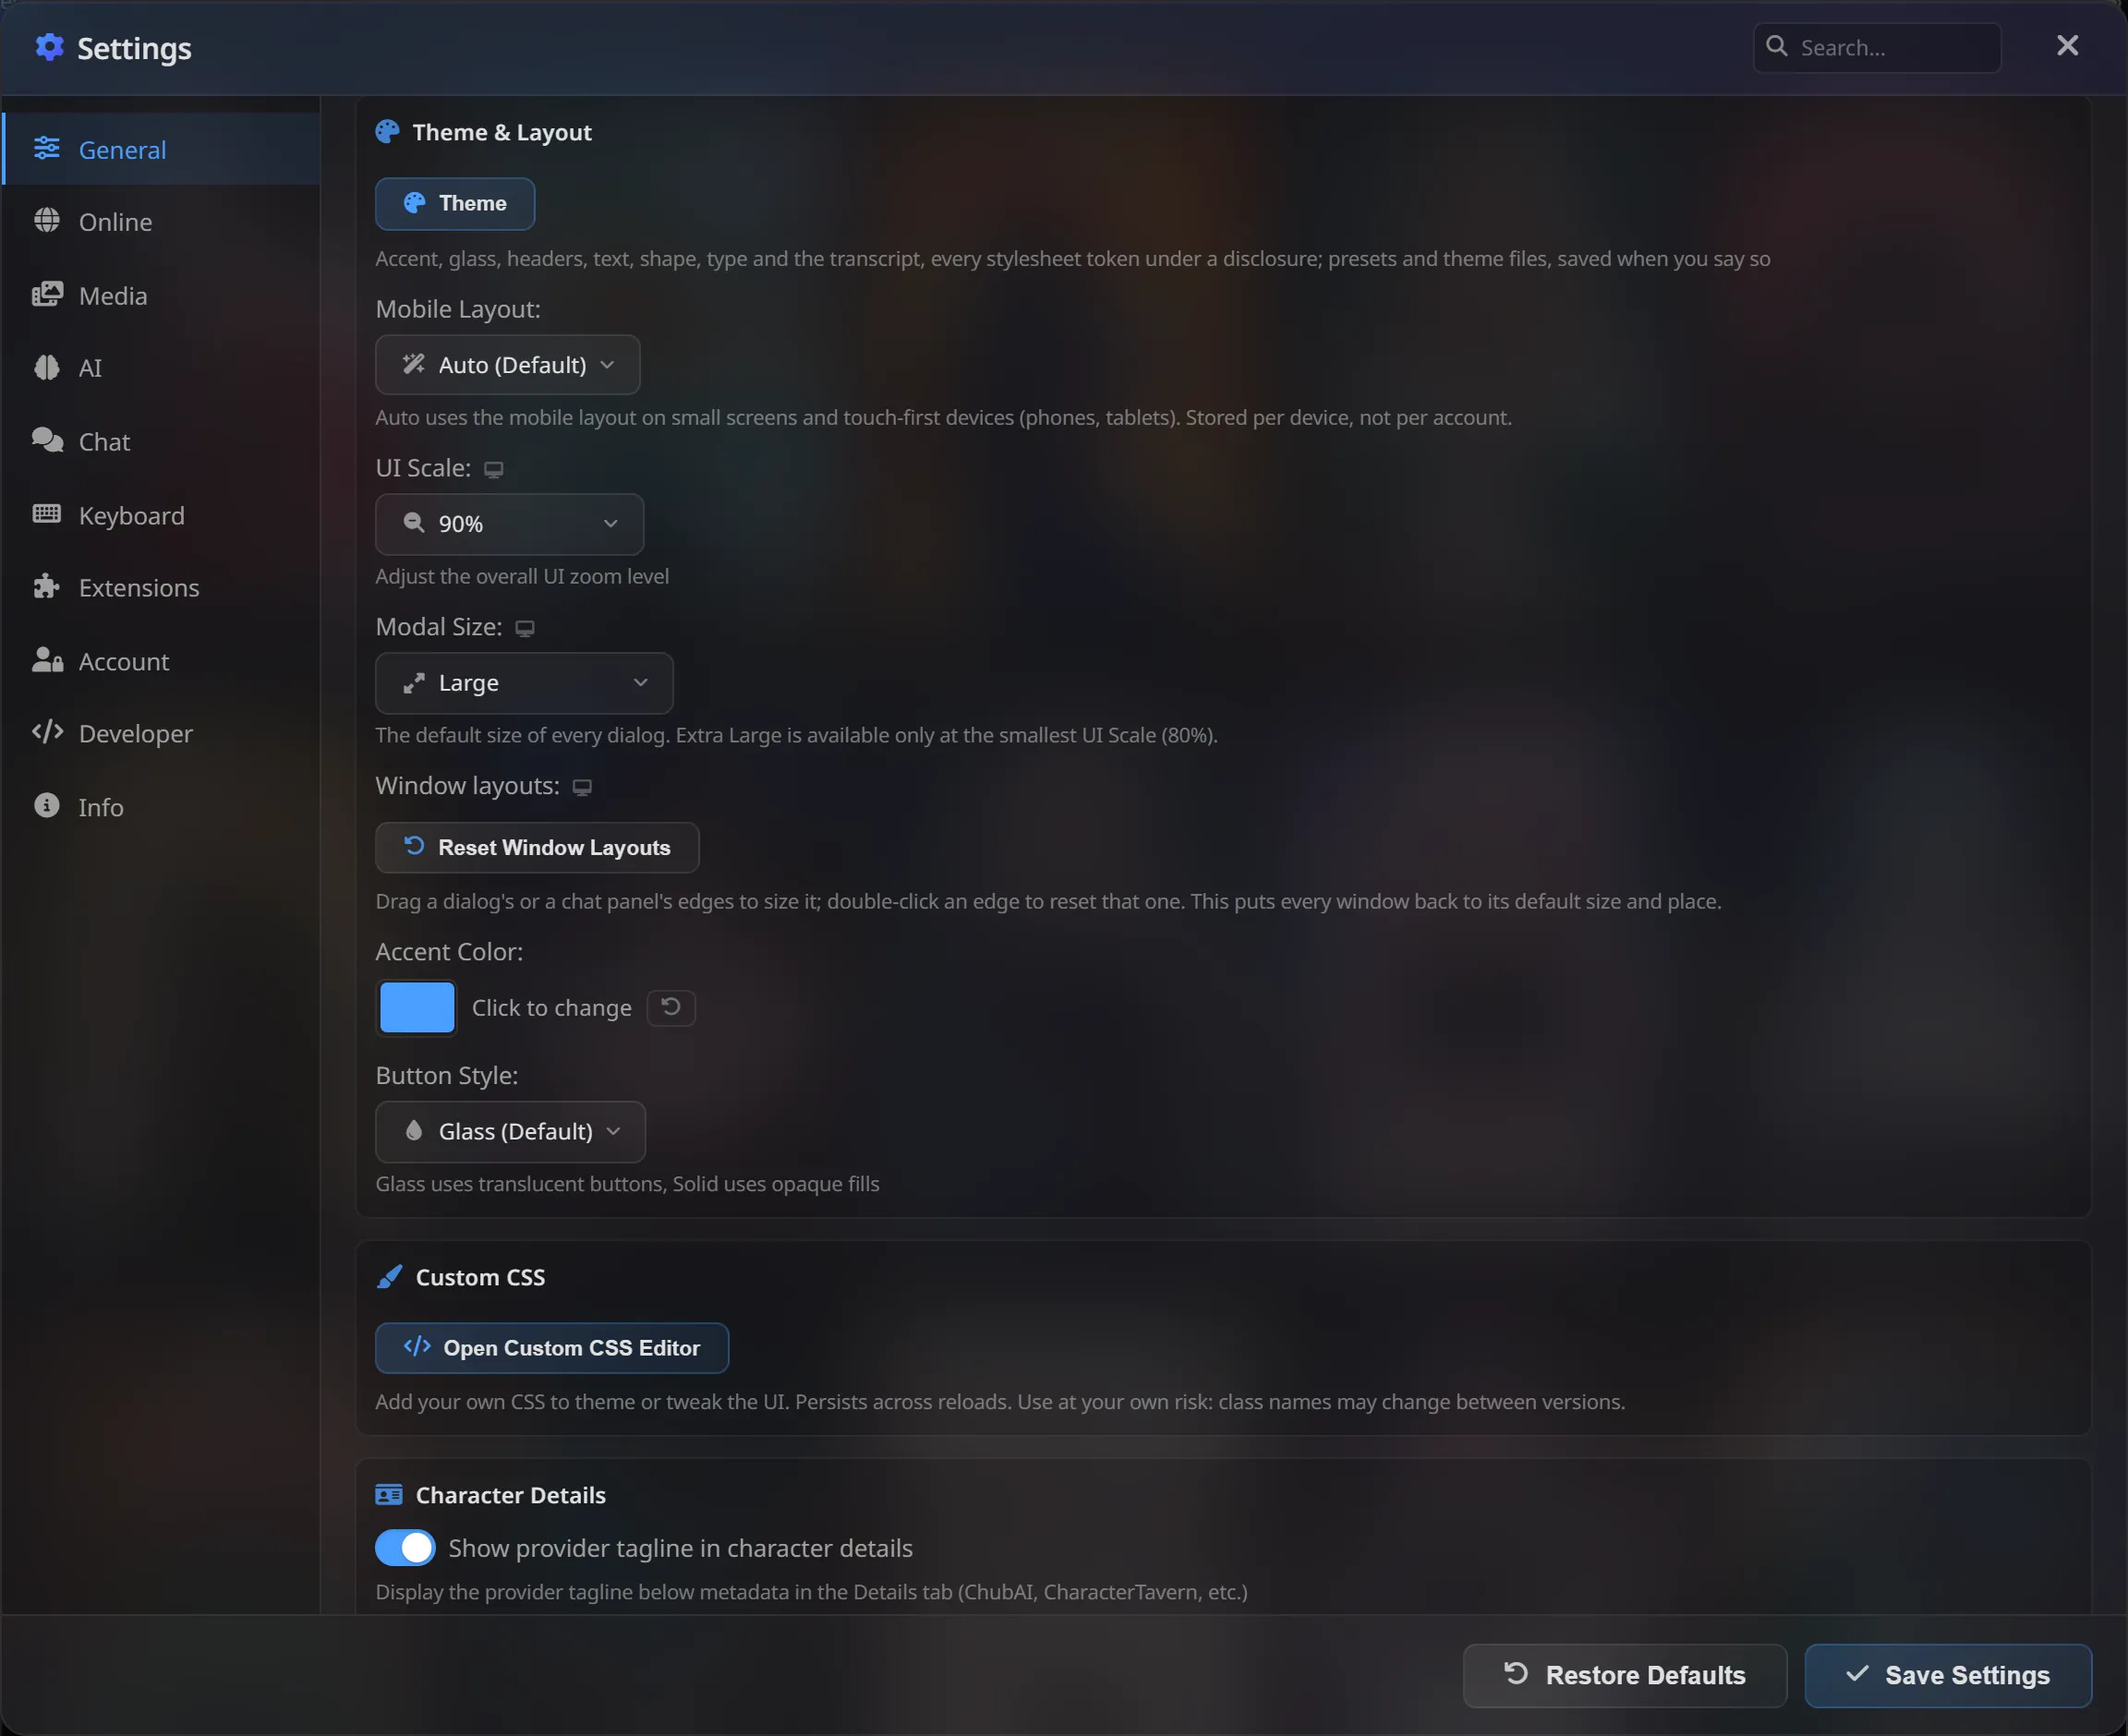 Settings
Search...
General
Online
Media
AI
Chat
Keyboard
Extensions
Account
Developer
Info
Theme & Layout
Theme
Accent, glass, headers, text, shape, type and the transcript, every stylesheet token under a disclosure; presets and theme files, saved when you say so
Mobile Layout:
Auto (Default)
Auto uses the mobile layout on small screens and touch-first devices (phones, tablets). Stored per device, not per account.
UI Scale:
90%
Adjust the overall UI zoom level
Modal Size:
Large
The default size of every dialog. Extra Large is available only at the smallest UI Scale (80%).
Window layouts:
Reset Window Layouts
Drag a dialog's or a chat panel's edges to size it; double-click an edge to reset that one. This puts every window back to its default size and place.
Accent Color:
Click to change
Button Style:
Glass (Default)
Glass uses translucent buttons, Solid uses opaque fills
Custom CSS
Open Custom CSS Editor
Add your own CSS to theme or tweak the UI. Persists across reloads. Use at your own risk: class names may change between versions.
Character Details
Show provider tagline in character details
Display the provider tagline below metadata in the Details tab (ChubAI, CharacterTavern, etc.)
Restore Defaults
Save Settings